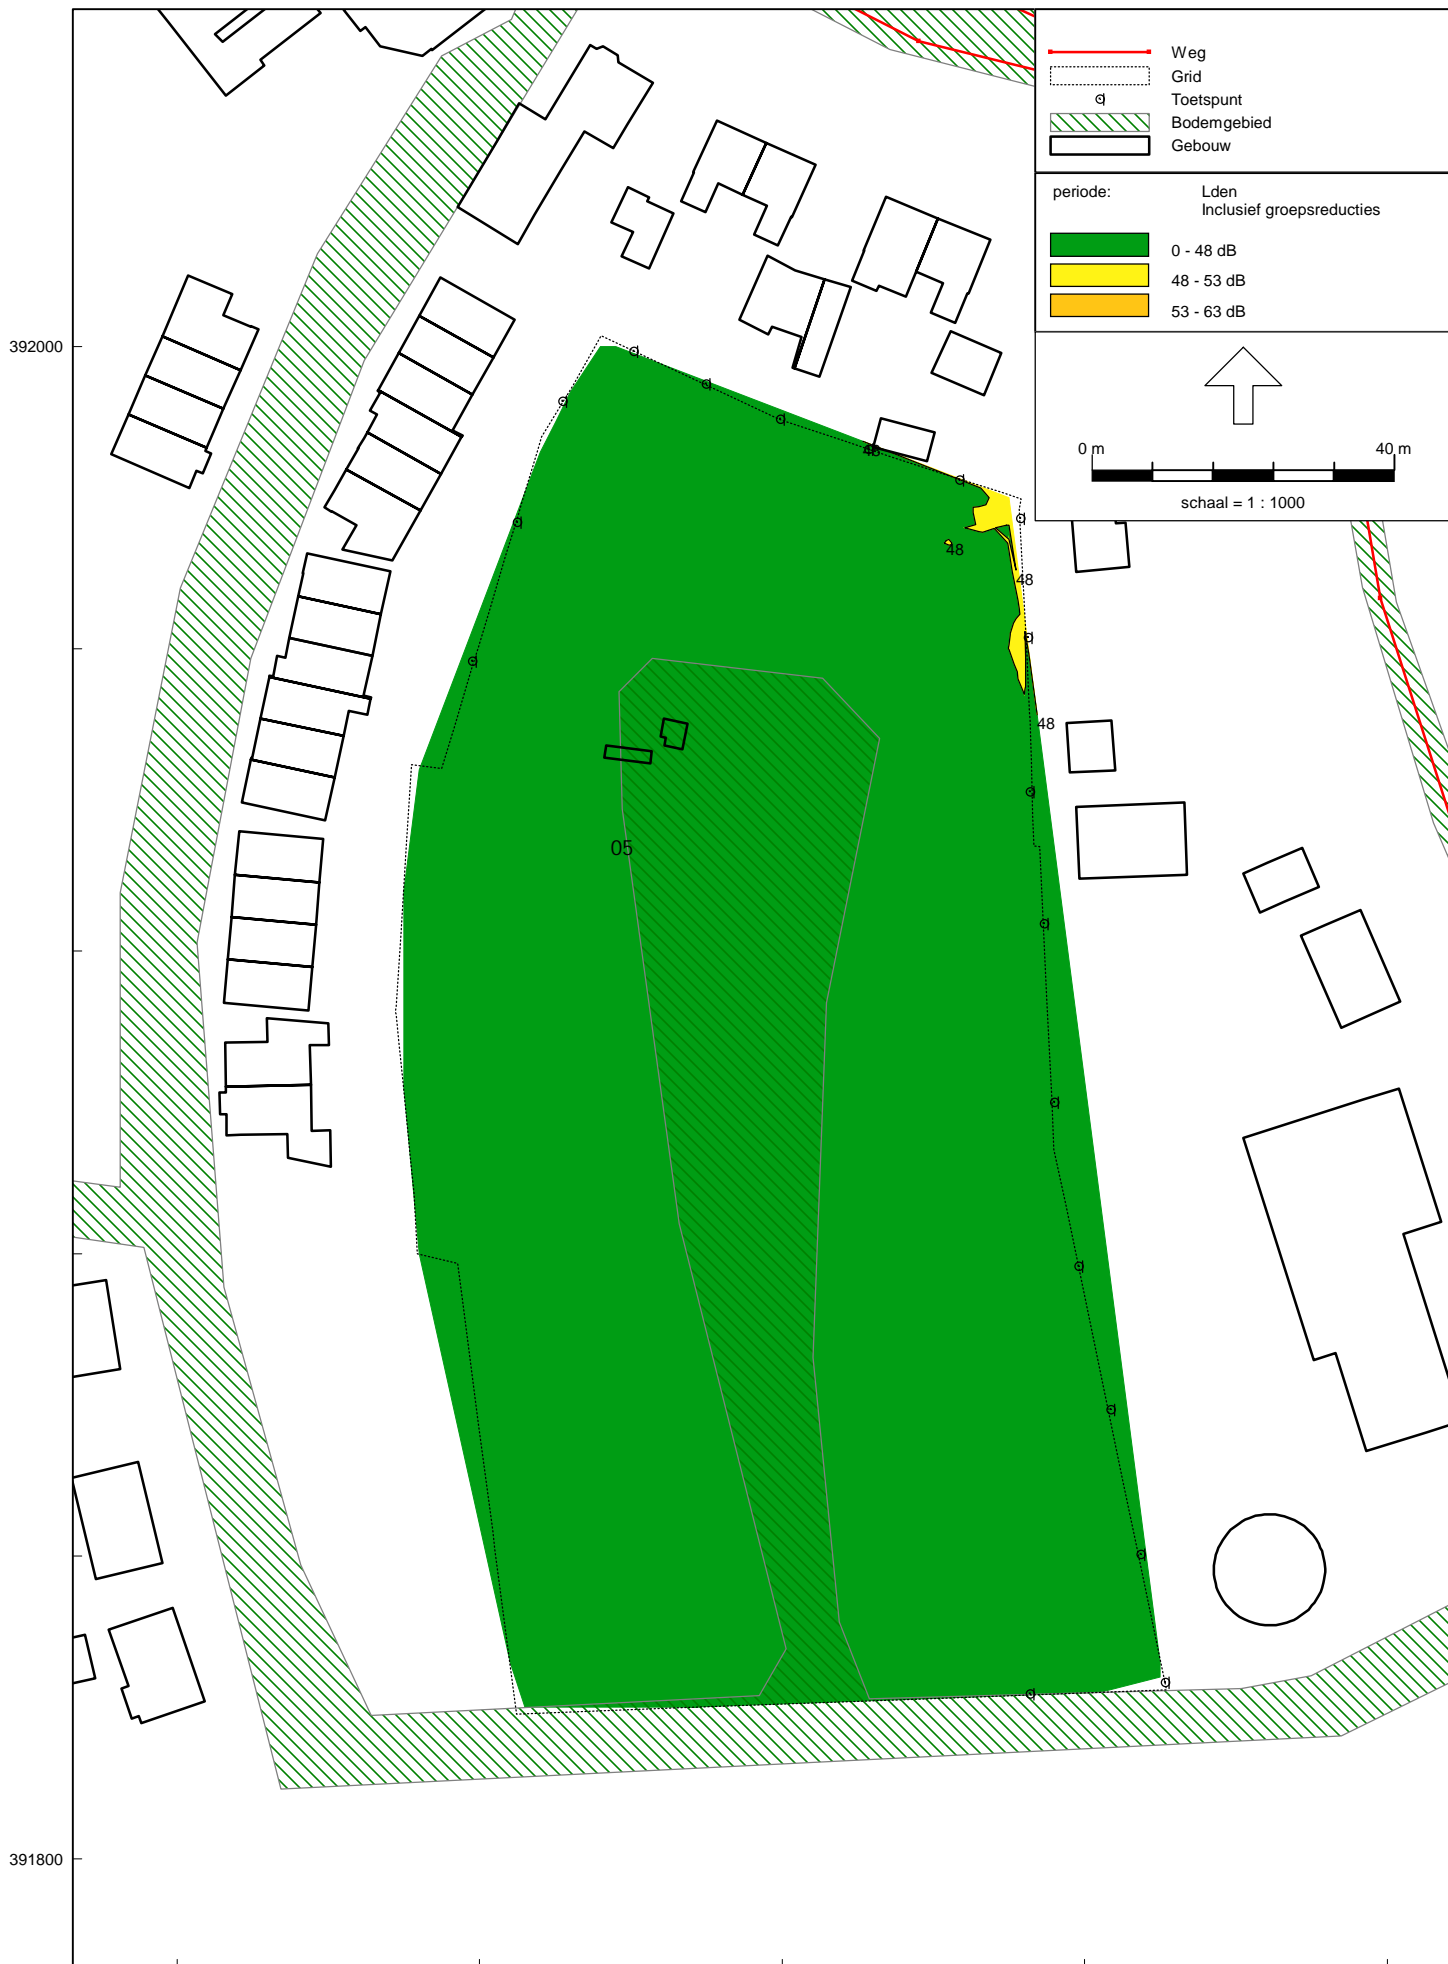 Weg
Grid
Toetspunt
Bodemgebied
Gebouw
periode: Lden
Inclusief groepsreducties
0 - 48 dB
48 - 53 dB
53 - 63 dB
0 m 40 m
schaal = 1 : 1000
392000
48
48
48
48
05
391800